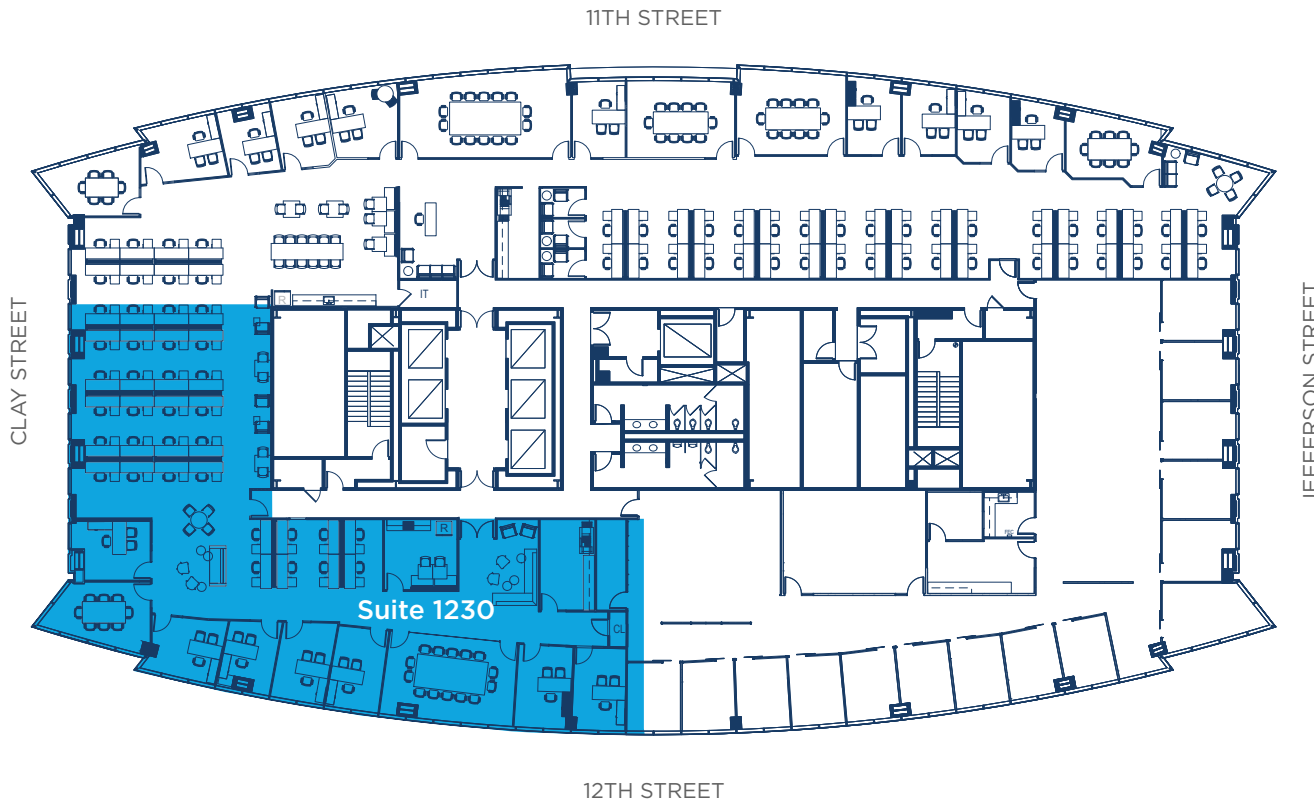 11TH STREET
IT
R
CLAY STREET
JEFFERSON STREET
R
Suite 1230
CL
12TH STREET